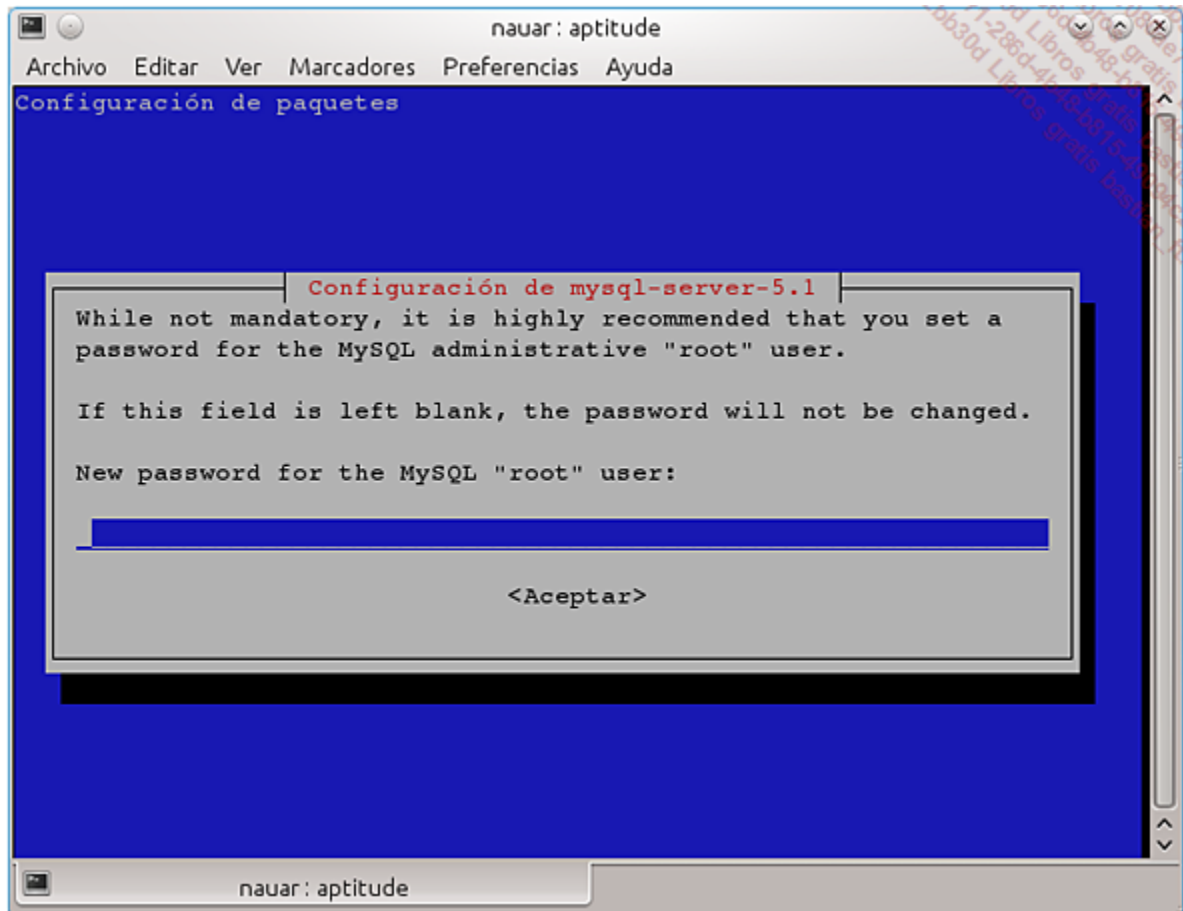 nauar : aptitude
Archivo Editar Ver Marcadores Preferencias Ayuda
Configuración de paquetes
Configuración de mysql-server-5.1
While not mandatory, it is highly recommended that you set a
password for the MySQL administrative "root" user.
If this field is left blank, the password will not be changed.
New password for the MySQL "root" user:
<Aceptar>
nauar : aptitude